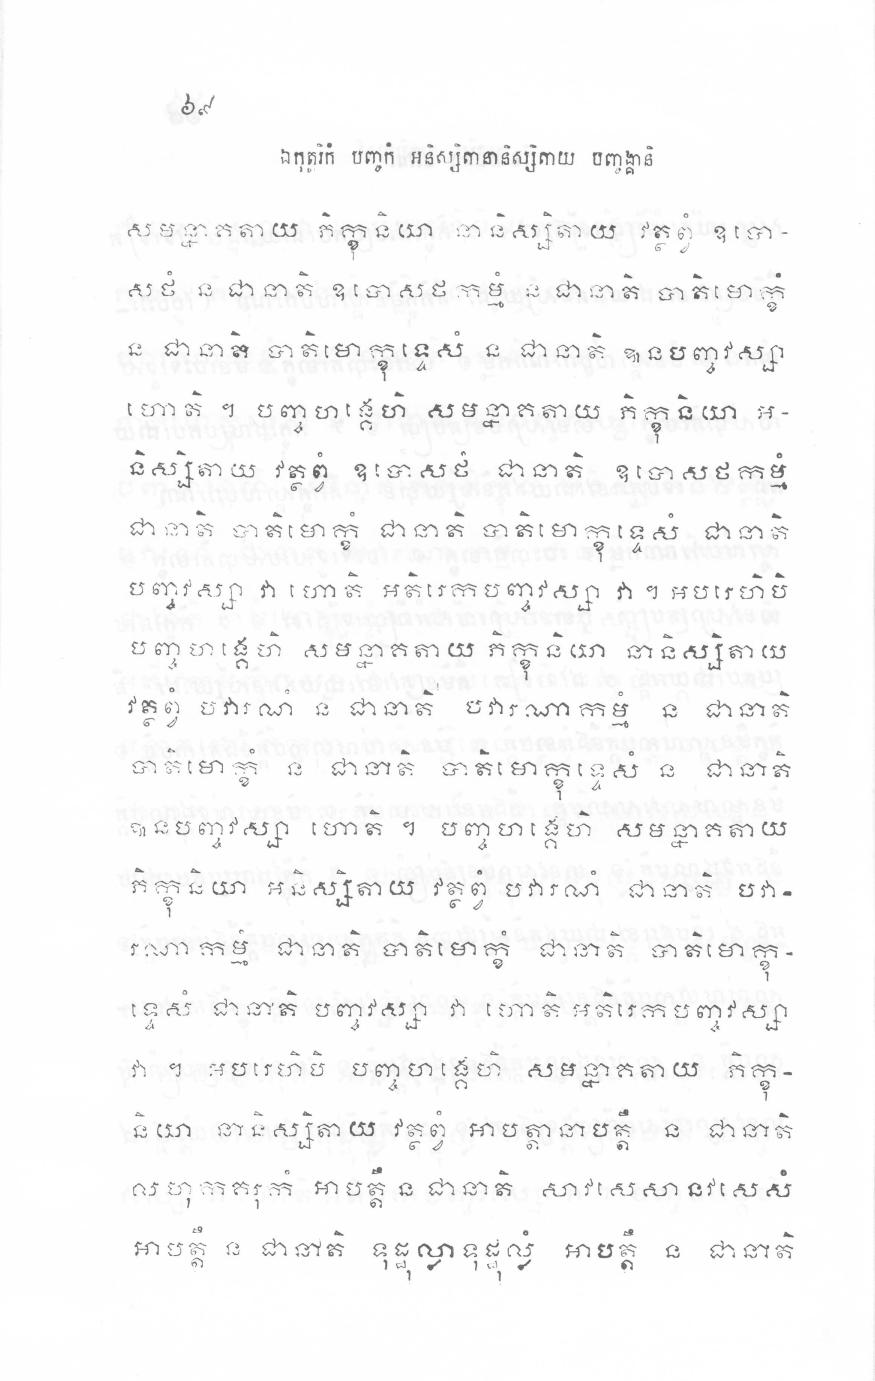 ៦៩
ឯកុត្តរិកំ បញ្ចកំ អនិស្សិតានានិស្សិតាយ បញ្ចង្គានិ
សមន្នាគតាយ ភិក្ខុនិយា នានិស្សិតាយ វត្ថព្វំ ឧបោ-
សថំ ន ជានាតិ ឧបោសថកម្មំ ន ជានាតិ បាតិមោក្ខំ
ន ជានាតិ បាតិមោក្ខុទ្ទេសំ ន ជានាតិ ឩនបញ្ចវស្សា
ហោតិ ។ បញ្ចហង្គេហិ សមន្នាគតាយ ភិក្ខុនិយា អ-
និស្សិតាយ វត្ថព្វំ ឧបោសថំ ជានាតិ ឧបោសថកម្មំ
ជានាតិ បាតិមោក្ខំ ជានាតិ បាតិមោក្ខុទ្ទេសំ ជានាតិ
បញ្ចវស្សា វា ហោតិ អតិរេកបញ្ចវស្សា វា ។ អបរេហិបិ
បញ្ចហង្គេហិ សមន្នាគតាយ ភិក្ខុនិយា នានិស្សិតាយ
វត្ថព្វំ បវារណំ ន ជានាតិ បវារណាកម្មំ ន ជានាតិ
បាតិមោក្ខំ ន ជានាតិ បាតិមោក្ខុទ្ទេសំ ន ជានាតិ
ឩនបញ្ចវស្សា ហោតិ ។ បញ្ចហង្គេហិ សមន្នាគតាយ
ភិក្ខុនិយា អនិស្សិតាយ វត្ថព្វំ បវារណំ ជានាតិ បវា-
រណាកម្មំ ជានាតិ បាតិមោក្ខំ ជានាតិ បាតិមោក្ខុ-
ទ្ទេសំ ជានាតិ បញ្ចវស្សា វា ហោតិ អតិរេកបញ្ចវស្សា
វា ។ អបរេហិបិ បញ្ចហង្គេហិ សមន្នាគតាយ ភិក្ខុ-
និយា នានិស្សិតាយ វត្ថព្វំ អាបត្តានាបត្តឹ ន ជានាតិ
លហុកគរុកំ អាបត្តឹ ន ជានាតិ សាវសេសានវសេសំ
អាបត្តឹ ន ជានាតិ ទុដ្ឋុល្លាទុដ្ឋុល្លំ អាបត្តឹ ន ជានាតិ